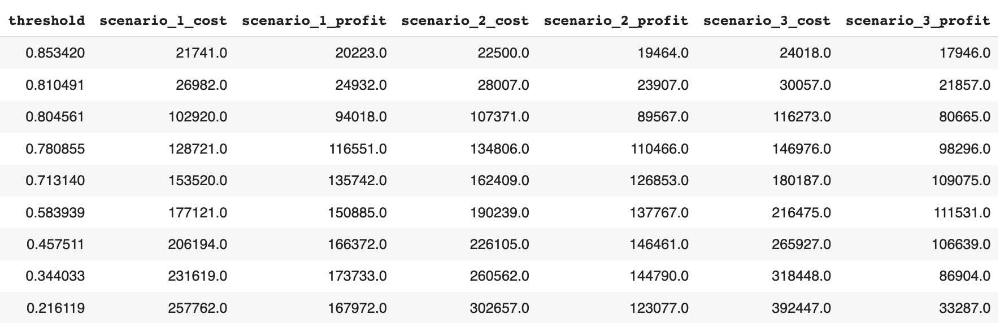 threshold scenario_1_cost scenario_1_profit scenario_2_cost scenario_2_profit scenario_3_cost scenario_3_profit
0.853420 21741.0 20223.0 22500.0 19464.0 24018.0 17946.0
0.810491 26982.0 24932.0 28007.0 23907.0 30057.0 21857.0
0.804561 102920.0 94018.0 107371.0 89567.0 116273.0 80665.0
0.780855 128721.0 116551.0 134806.0 110466.0 146976.0 98296.0
0.713140 153520.0 135742.0 162409.0 126853.0 180187.0 109075.0
0.583939 177121.0 150885.0 190239.0 137767.0 216475.0 111531.0
0.457511 206194.0 166372.0 226105.0 146461.0 265927.0 106639.0
0.344033 231619.0 173733.0 260562.0 144790.0 318448.0 86904.0
0.216119 257762.0 167972.0 302657.0 123077.0 392447.0 33287.0